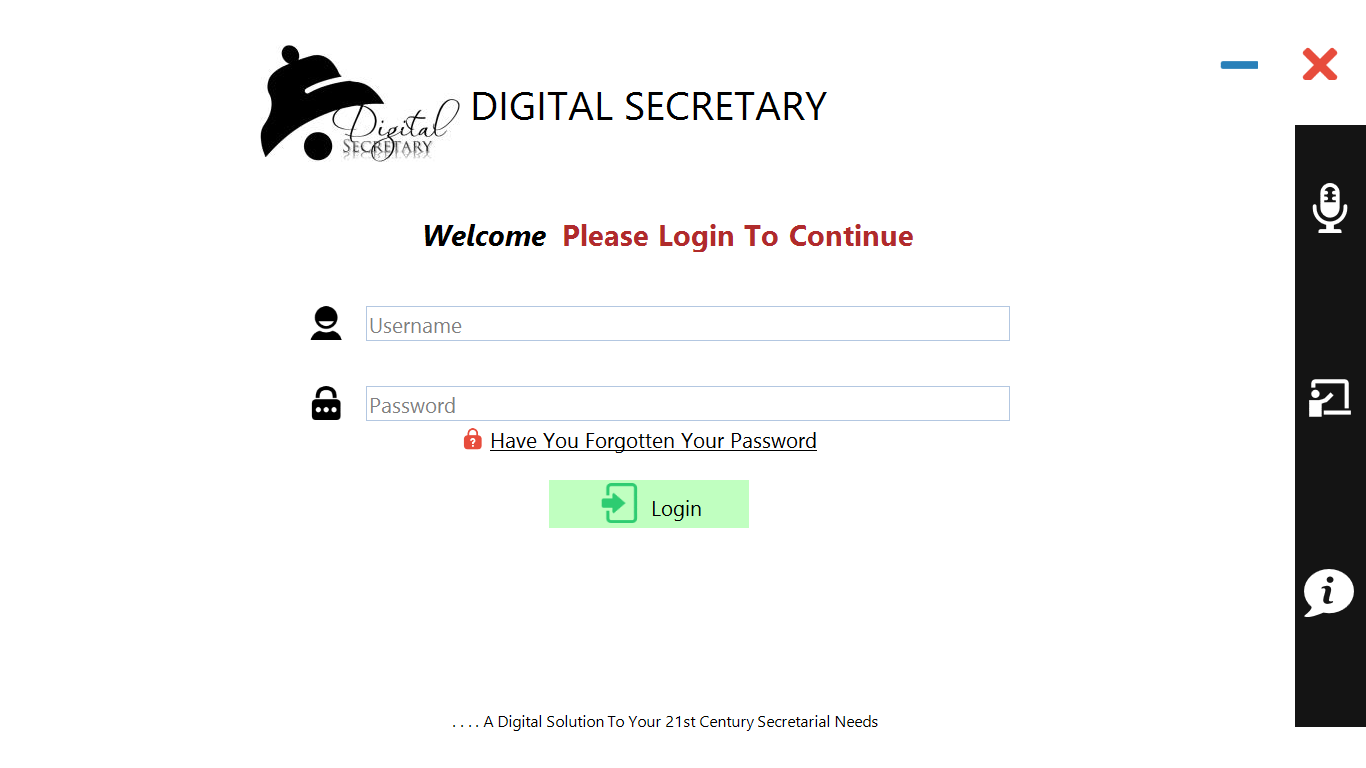 Digital
SECRETARY
DIGITAL SECRETARY
Welcome Please Login To Continue
Username
Password
Have You Forgotten Your Password
Login
. . . . A Digital Solution To Your 21st Century Secretarial Needs